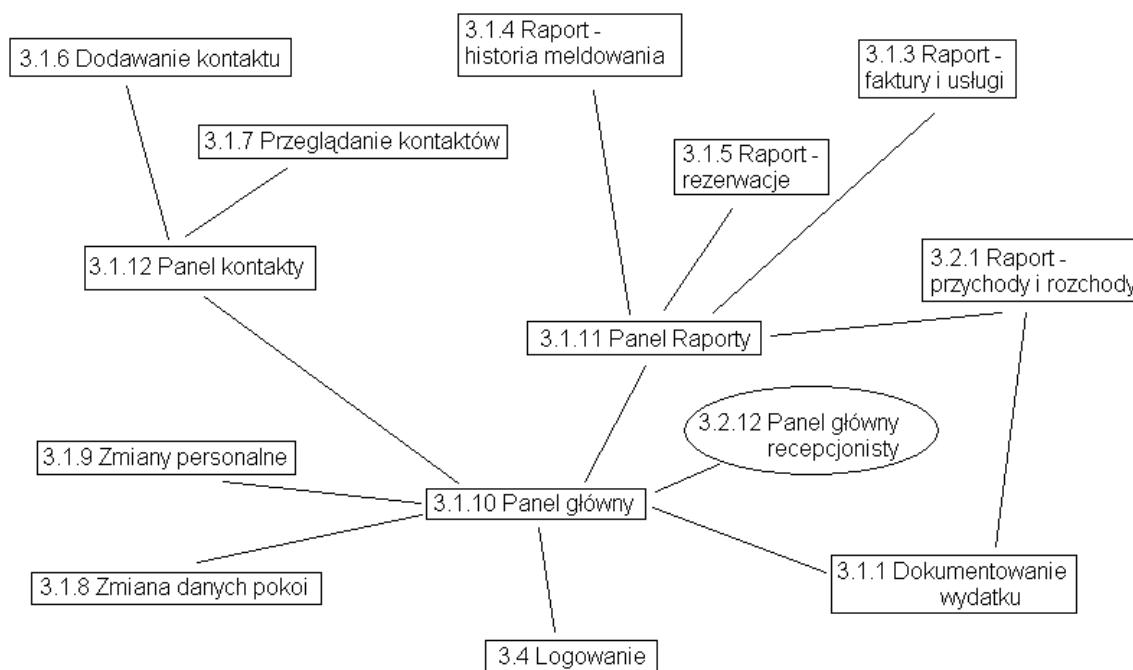 3.1.4 Raport -
historia meldowania
3.1.6 Dodawanie kontaktu
3.1.3 Raport -
faktury i usługi
3.1.7 Przeglądanie kontaktów
3.1.5 Raport -
rezerwacje
3.1.12 Panel kontakty
3.2.1 Raport -
przychody i rozchody
3.1.11 Panel Raporty
3.2.12 Panel główny
recepcjonisty
3.1.9 Zmiany personalne
3.1.10 Panel główny
3.1.8 Zmiana danych pokoi
3.1.1 Dokumentowanie
wydatku
3.4 Logowanie